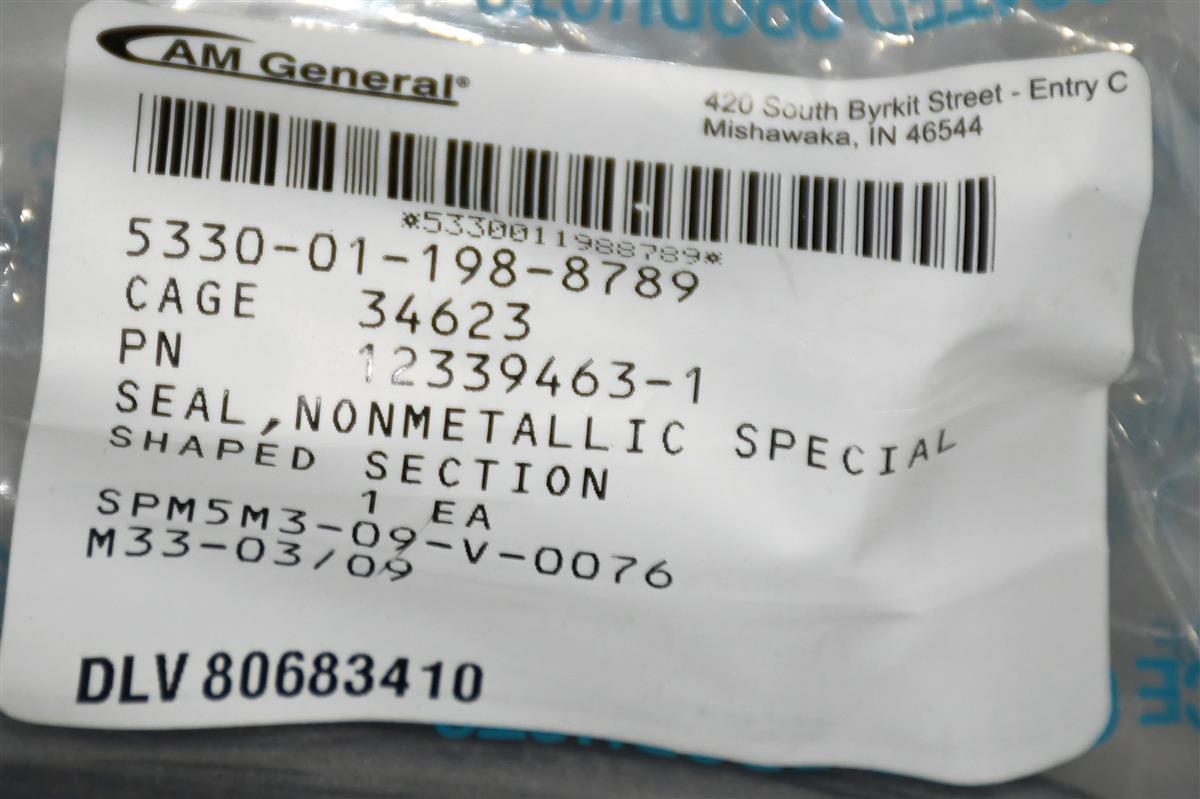 AM General®
420 South Byrkit Street - Entry C
Mishawaka, IN 46544
*5330011988789*
5330-01-198-8789
CAGE 34623
PN 12339463-1
SEAL,NONMETALLIC SPECIAL
SHAPED SECTION
1 EA
SPM5M3-09-V-0076
M33-03/09
DLV 80683410